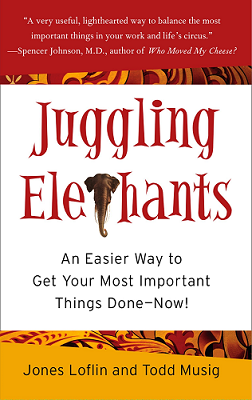 "A very useful, lighthearted way to balance the most
important things in your work and life's circus."
—Spencer Johnson, M.D., author of Who Moved My Cheese?
Juggling
Elephants
An Easier Way to
Get Your Most Important
Things Done—Now!
Jones Loflin and Todd Musig